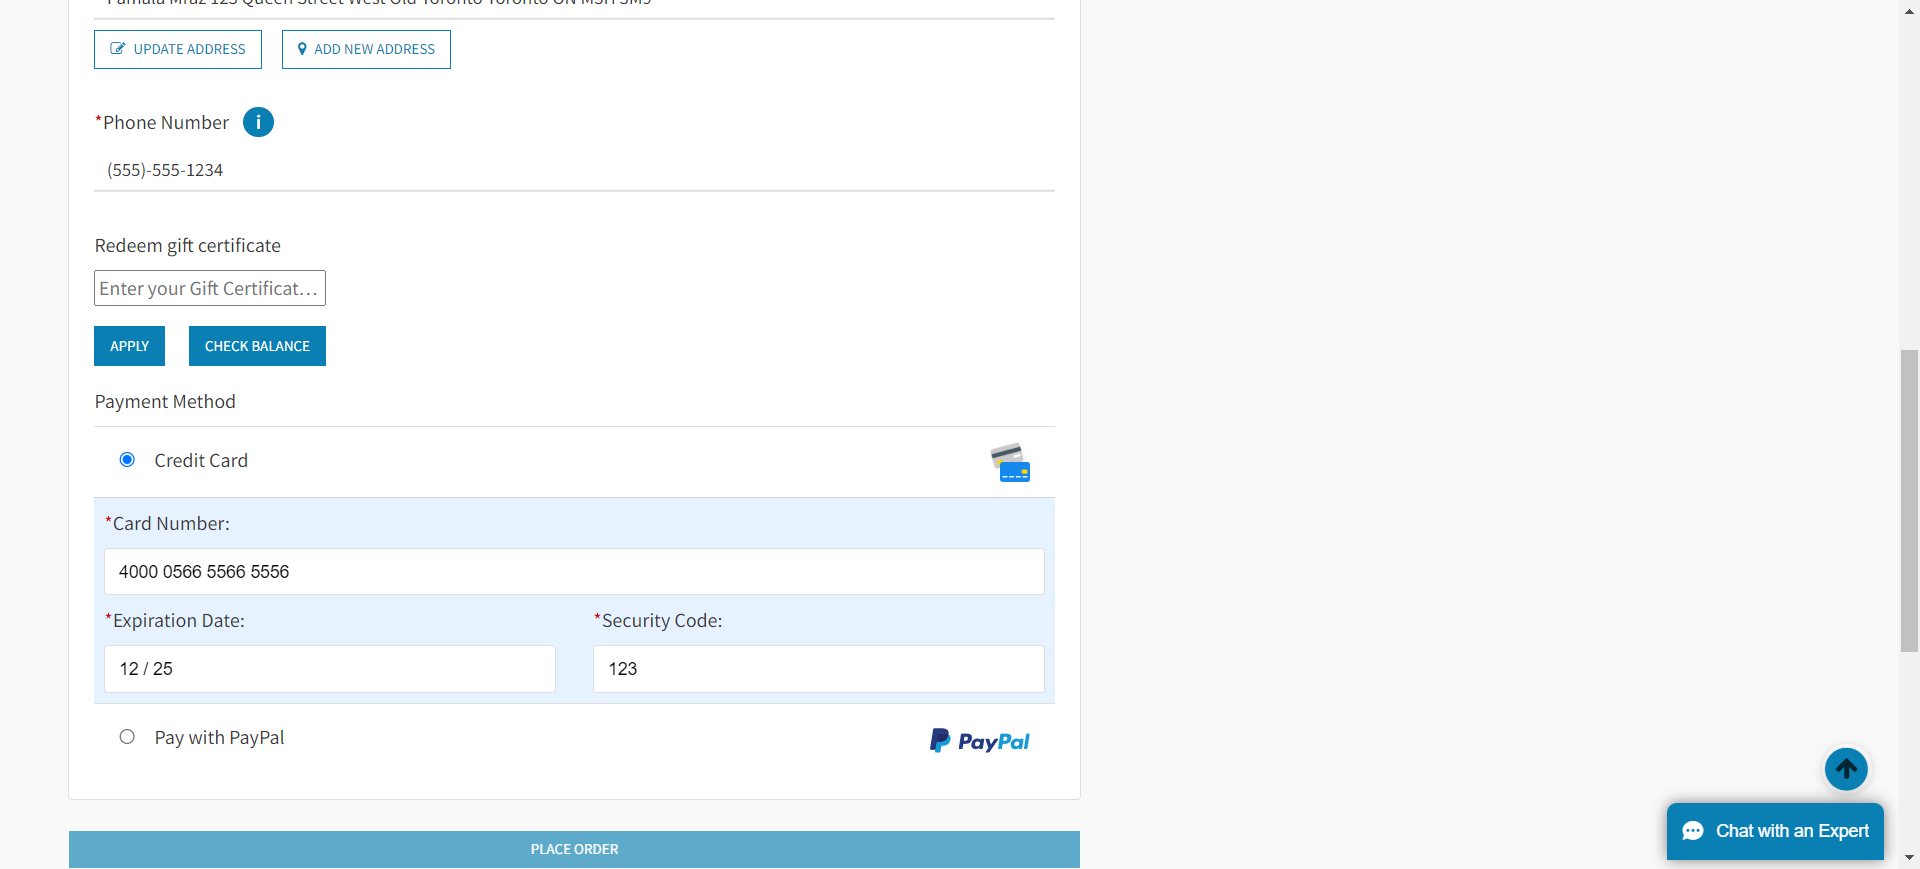 UPDATE ADDRESS
ADD NEW ADDRESS
*Phone Number i
(555)-555-1234
Redeem gift certificate
Enter your Gift Certificat...
APPLY
CHECK BALANCE
Payment Method
Credit Card
*Card Number:
4000 0566 5566 5556
*Expiration Date:
*Security Code:
12 / 25
123
Pay with PayPal
PayPal
Chat with an Expert
PLACE ORDER